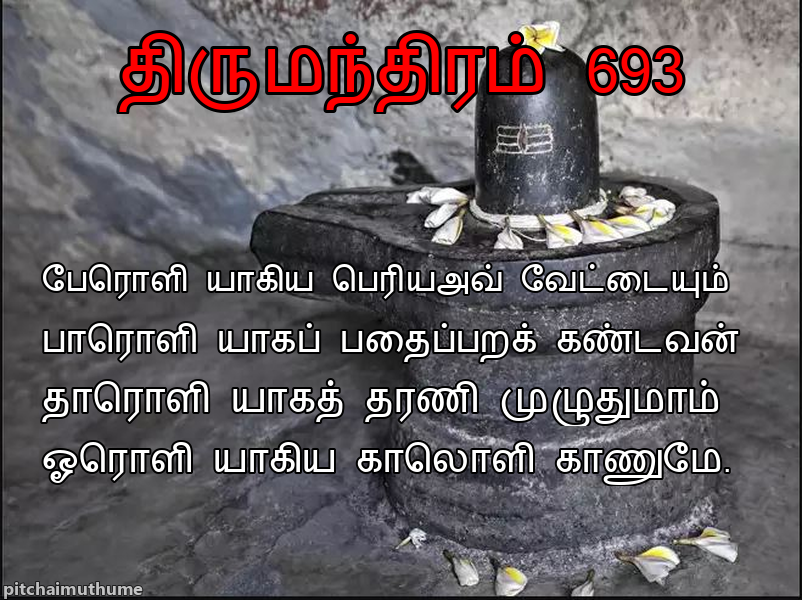 திருமந்திரம் 693
பேரொளி யாகிய பெரியஅவ் வேட்டையும்
பாரொளி யாகப் பதைப்பறக் கண்டவன்
தாரொளி யாகத் தரணி முழுதுமாம்
ஓரொளி யாகிய காலொளி காணுமே.
pitchaimuthume